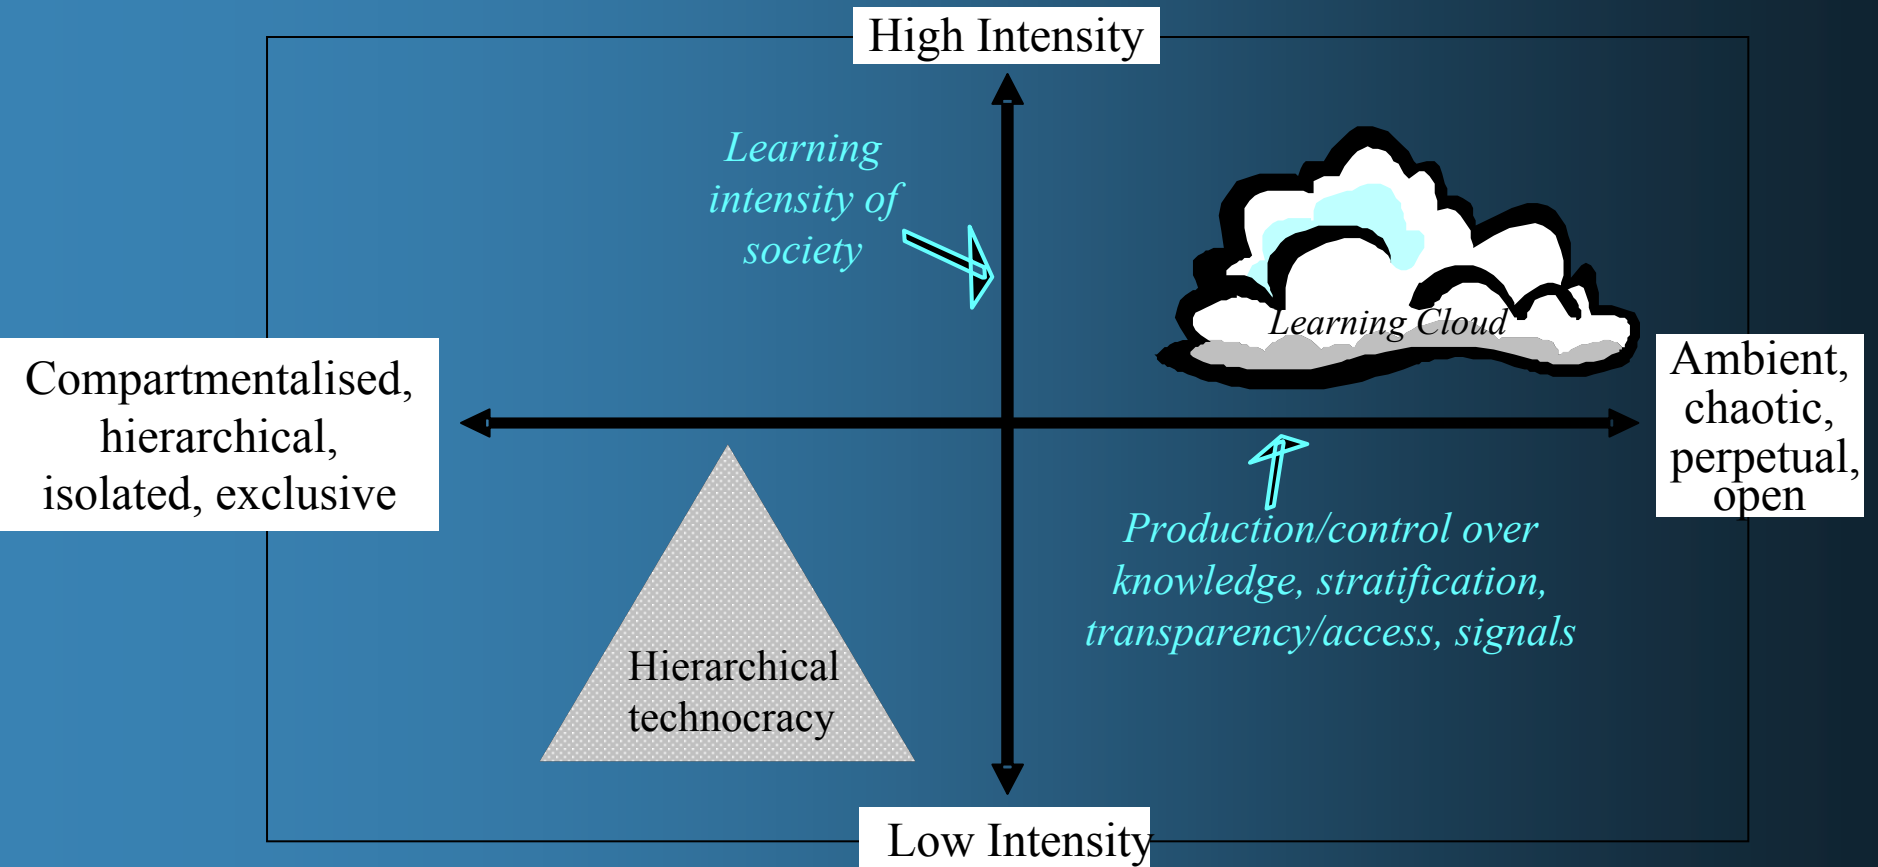 High Intensity
Learning
intensity of
society
Learning Cloud
Compartmentalised,
hierarchical,
isolated, exclusive
Ambient,
chaotic,
perpetual,
open
Production/control over
knowledge, stratification,
transparency/access, signals
Hierarchical
technocracy
Low Intensity